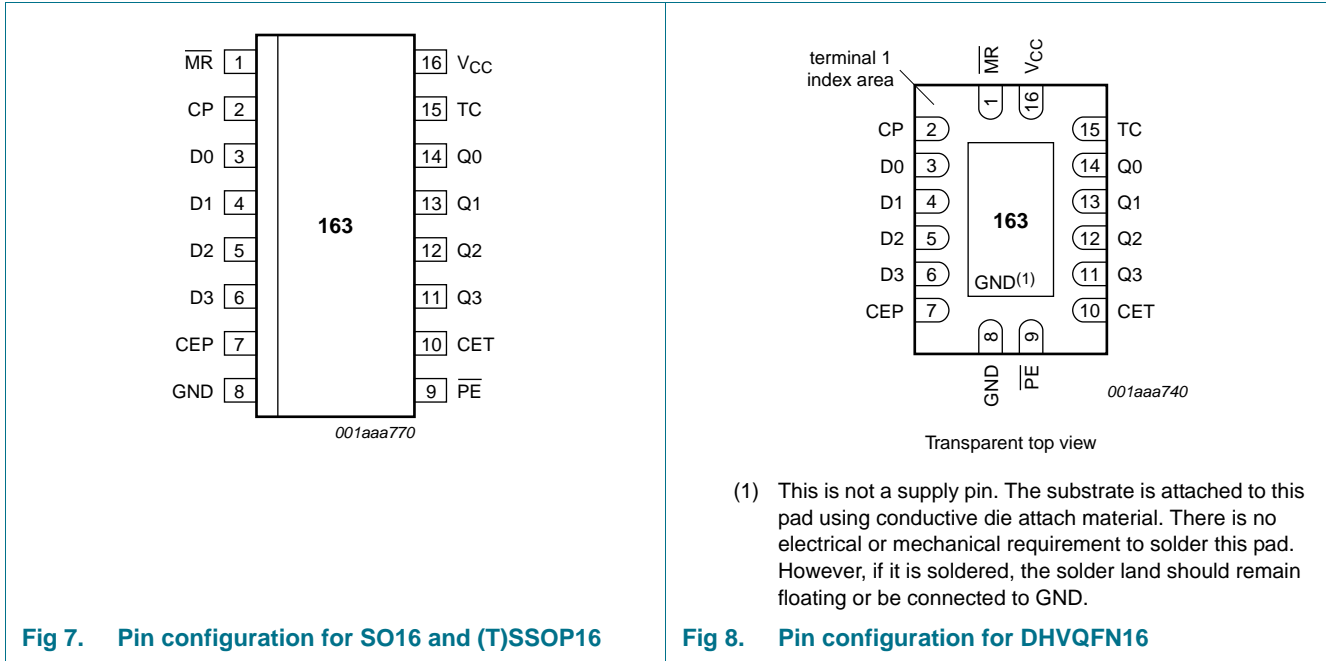 M̅R̅ 1
CP 2
D0 3
D1 4
D2 5
D3 6
CEP 7
GND 8
163
16 VCC
15 TC
14 Q0
13 Q1
12 Q2
11 Q3
10 CET
9 P̅E̅
001aaa770
Fig 7. Pin configuration for SO16 and (T)SSOP16
terminal 1
index area
M̅R̅
VCC
1
16
CP 2
D0 3
D1 4
D2 5
D3 6
CEP 7
163
GND(1)
15 TC
14 Q0
13 Q1
12 Q2
11 Q3
10 CET
8
9
GND
P̅E̅
001aaa740
Transparent top view
(1) This is not a supply pin. The substrate is attached to this
pad using conductive die attach material. There is no
electrical or mechanical requirement to solder this pad.
However, if it is soldered, the solder land should remain
floating or be connected to GND.
Fig 8. Pin configuration for DHVQFN16